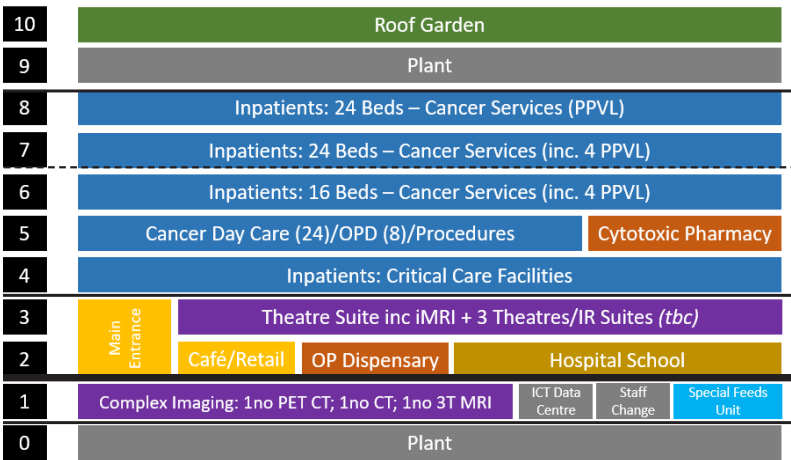 10
Roof Garden
9
Plant
8
Inpatients: 24 Beds – Cancer Services (PPVL)
7
Inpatients: 24 Beds – Cancer Services (inc. 4 PPVL)
6
Inpatients: 16 Beds – Cancer Services (inc. 4 PPVL)
5
Cancer Day Care (24)/OPD (8)/Procedures
Cytotoxic Pharmacy
4
Inpatients: Critical Care Facilities
3
Main
Entrance
Theatre Suite inc iMRI + 3 Theatres/IR Suites (tbc)
2
Café/Retail
OP Dispensary
Hospital School
1
Complex Imaging: 1no PET CT; 1no CT; 1no 3T MRI
ICT Data
Centre
Staff
Change
Special Feeds
Unit
0
Plant